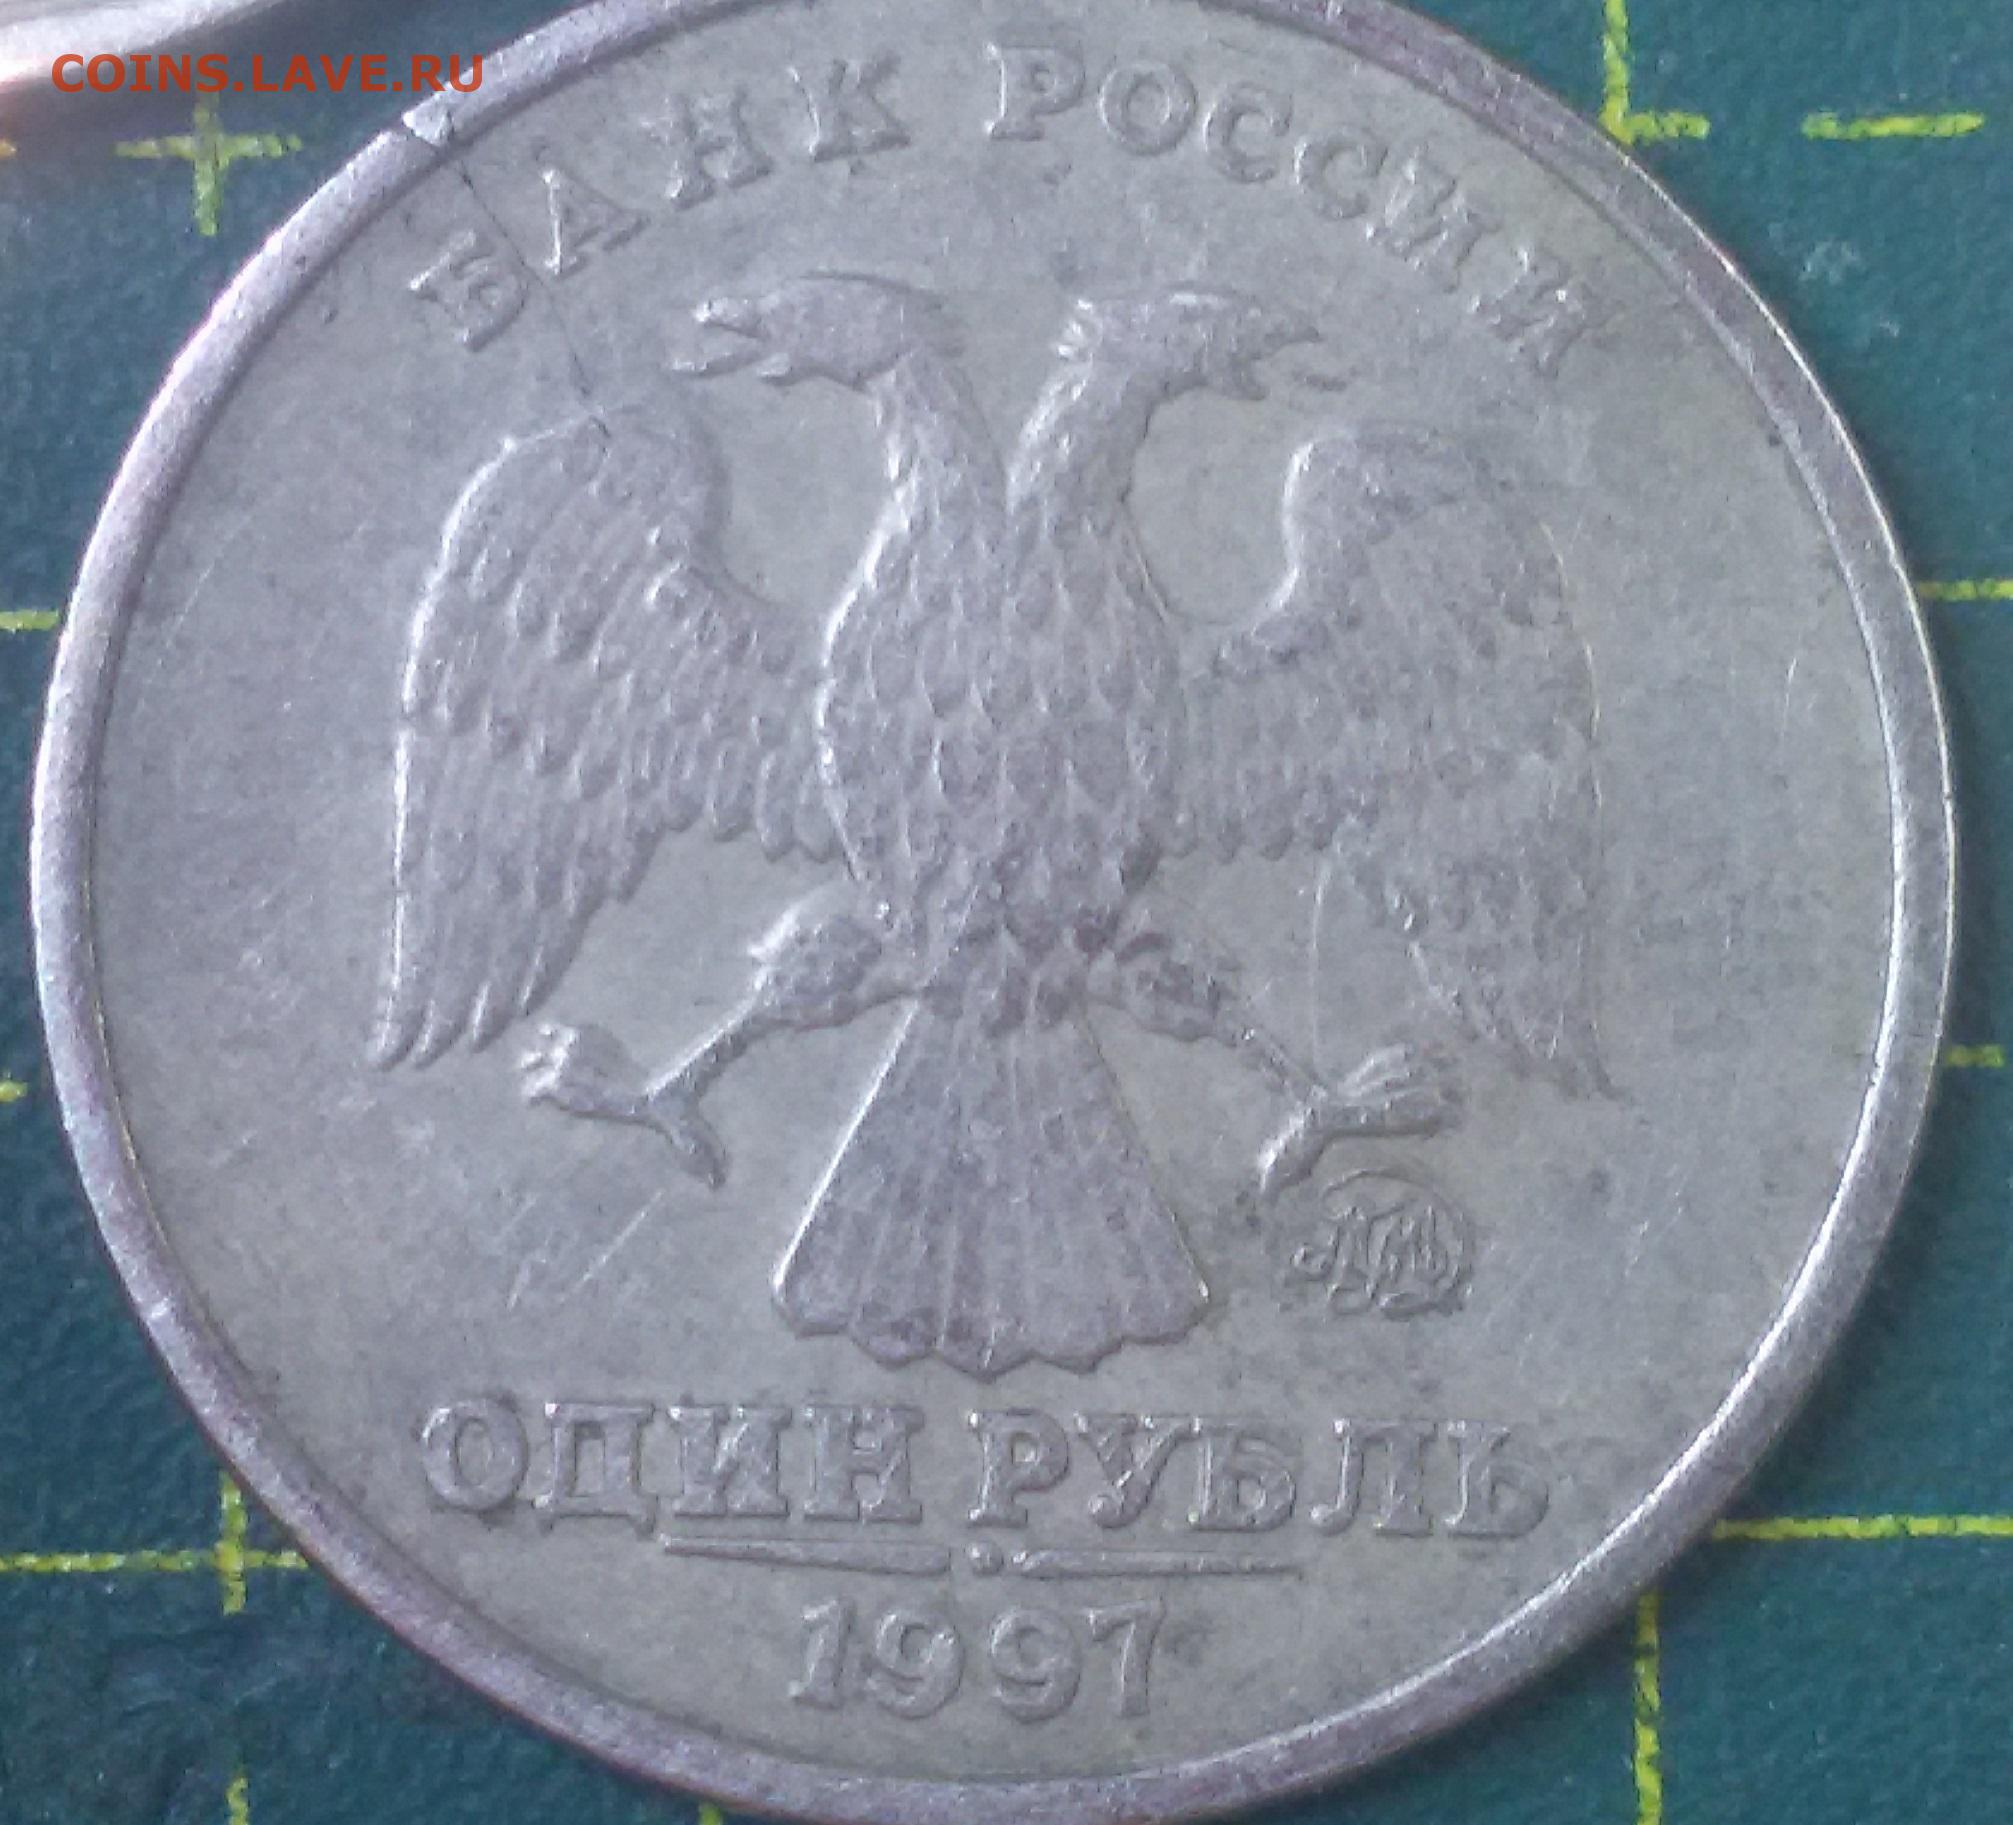 COINS.LAVE.RU
БАНК РОССИИ
ОДИН РУБЛЬ
1997